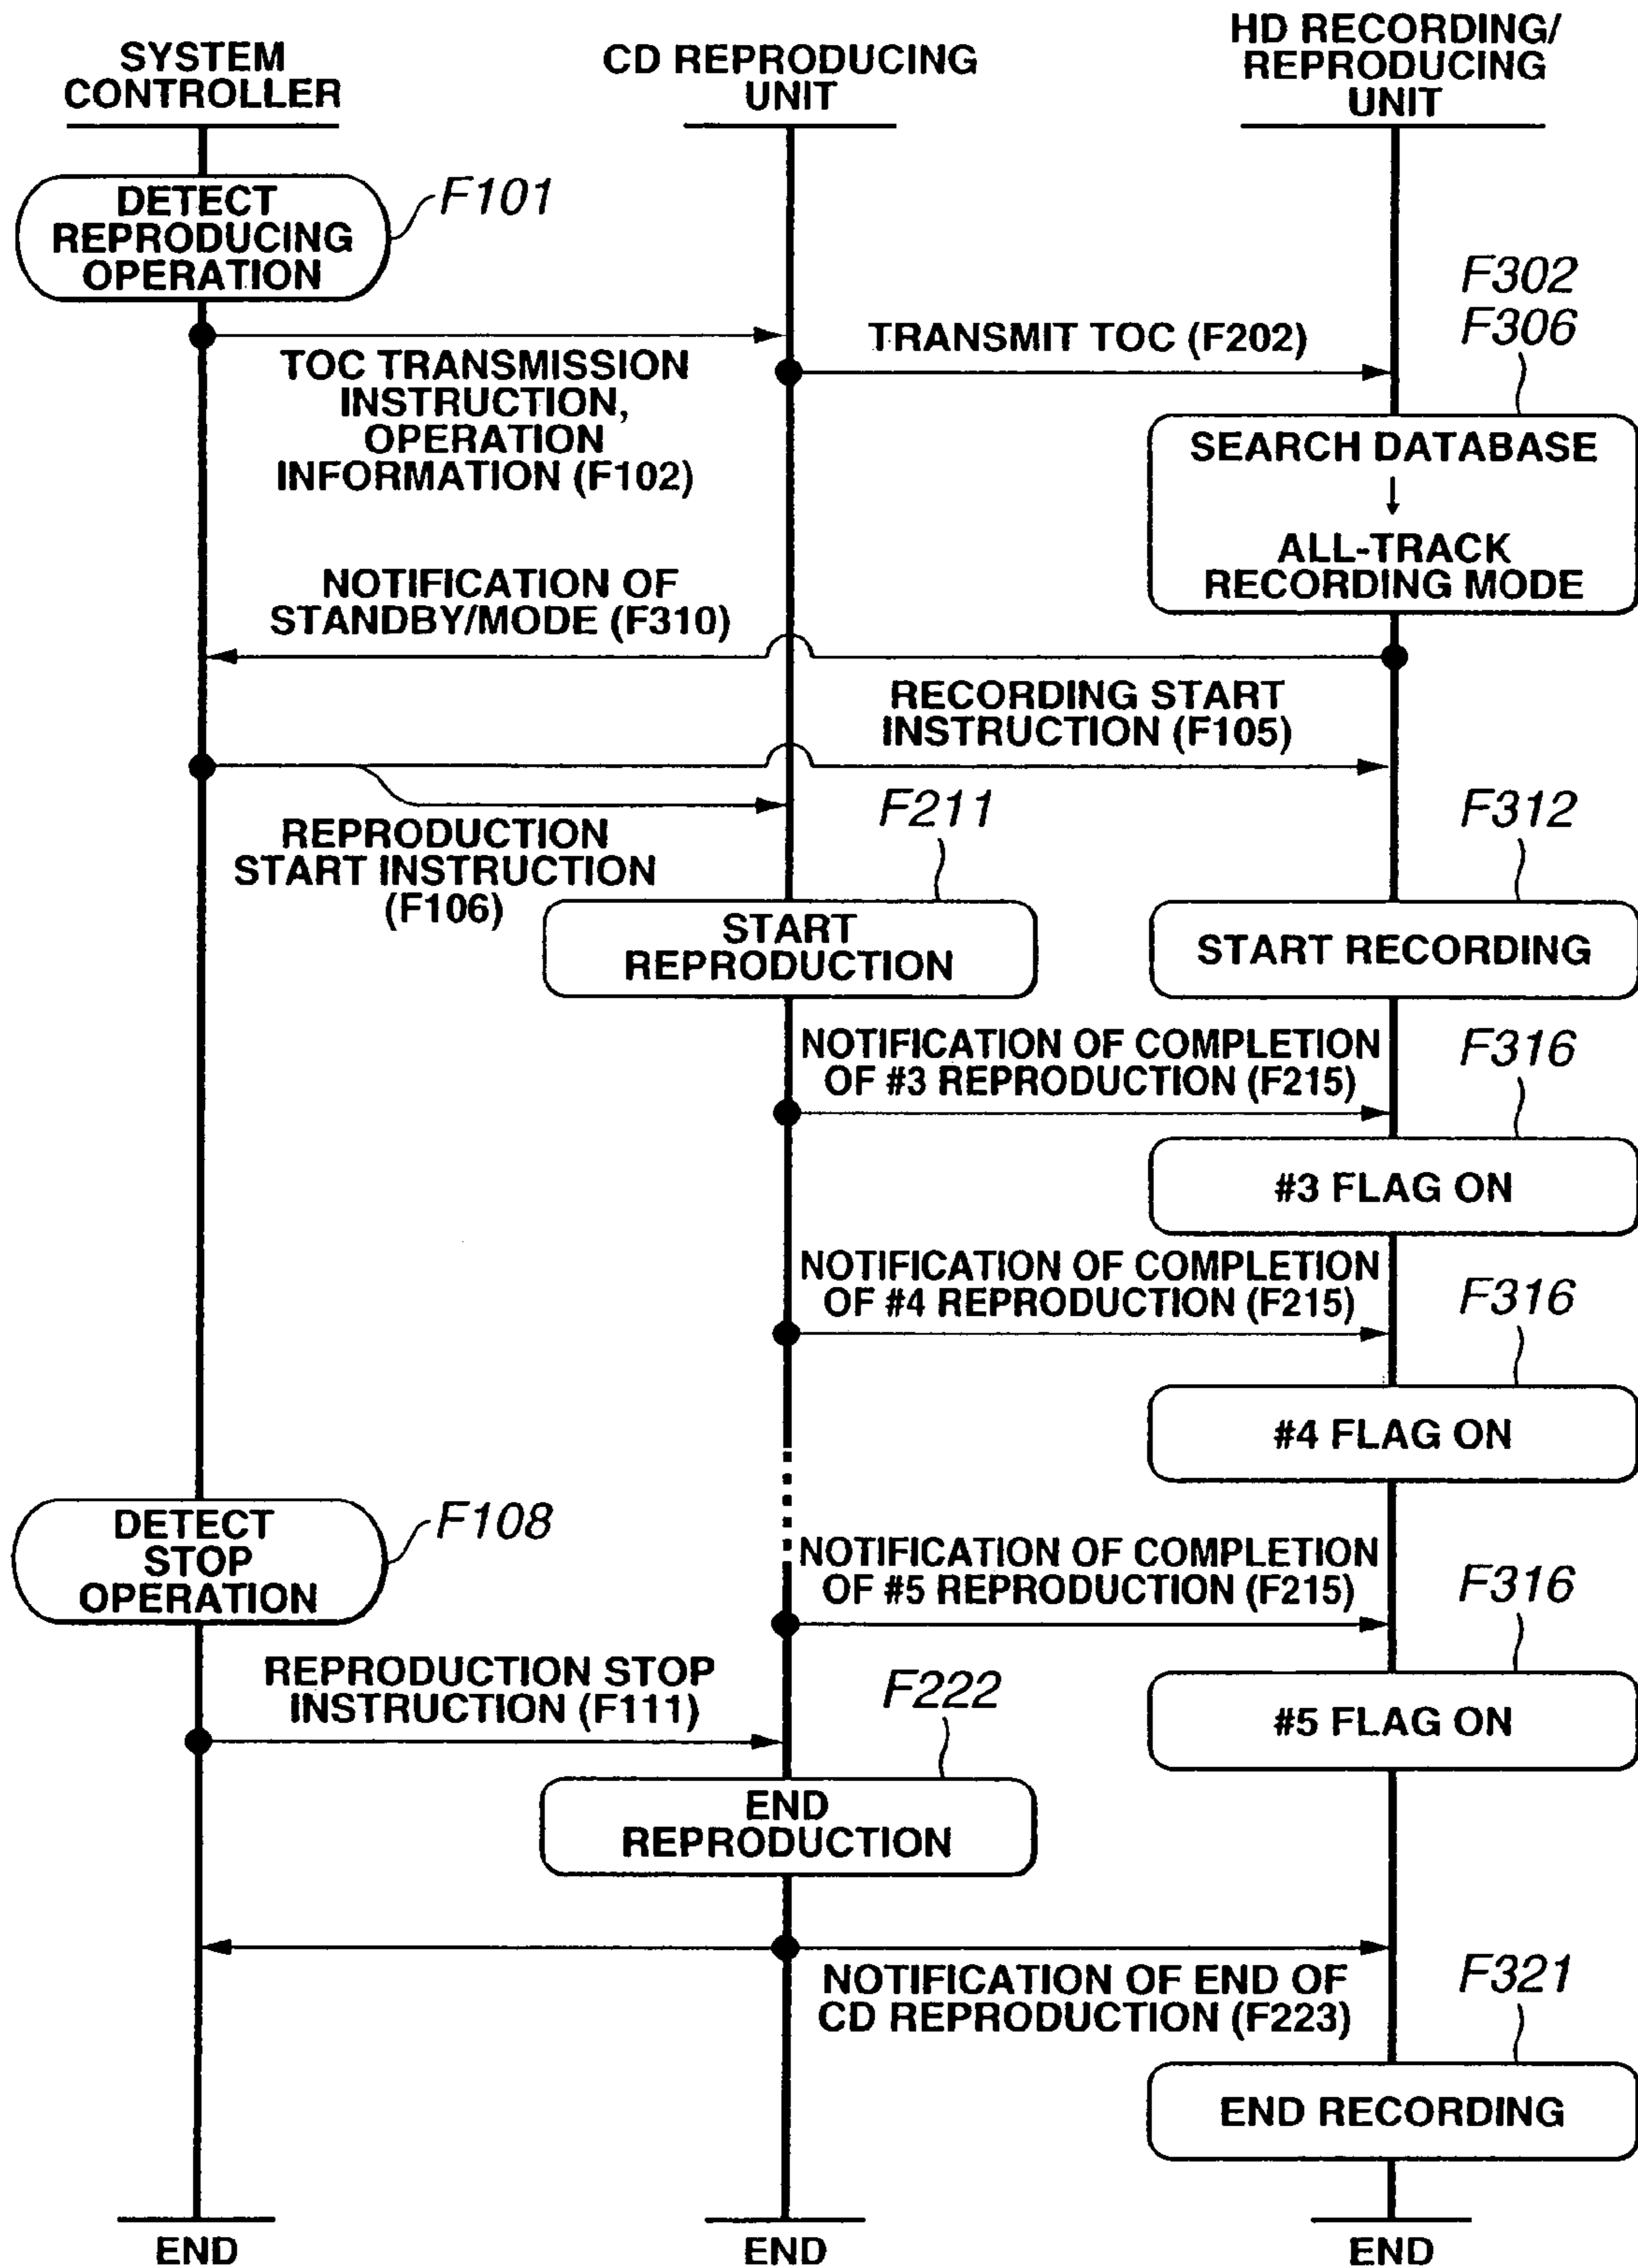 SYSTEM
CONTROLLER
CD REPRODUCING
UNIT
HD RECORDING/
REPRODUCING
UNIT
DETECT
REPRODUCING
OPERATION
F101
TOC TRANSMISSION
INSTRUCTION,
OPERATION
INFORMATION (F102)
TRANSMIT TOC (F202)
F302
F306
SEARCH DATABASE
ALL-TRACK
RECORDING MODE
NOTIFICATION OF
STANDBY/MODE (F310)
RECORDING START
INSTRUCTION (F105)
REPRODUCTION
START INSTRUCTION
(F106)
F211
START
REPRODUCTION
F312
START RECORDING
NOTIFICATION OF COMPLETION
OF #3 REPRODUCTION (F215)
F316
#3 FLAG ON
NOTIFICATION OF COMPLETION
OF #4 REPRODUCTION (F215)
F316
#4 FLAG ON
DETECT
STOP
OPERATION
F108
NOTIFICATION OF COMPLETION
OF #5 REPRODUCTION (F215)
F316
#5 FLAG ON
REPRODUCTION STOP
INSTRUCTION (F111)
F222
END
REPRODUCTION
NOTIFICATION OF END OF
CD REPRODUCTION (F223)
F321
END RECORDING
END
END
END